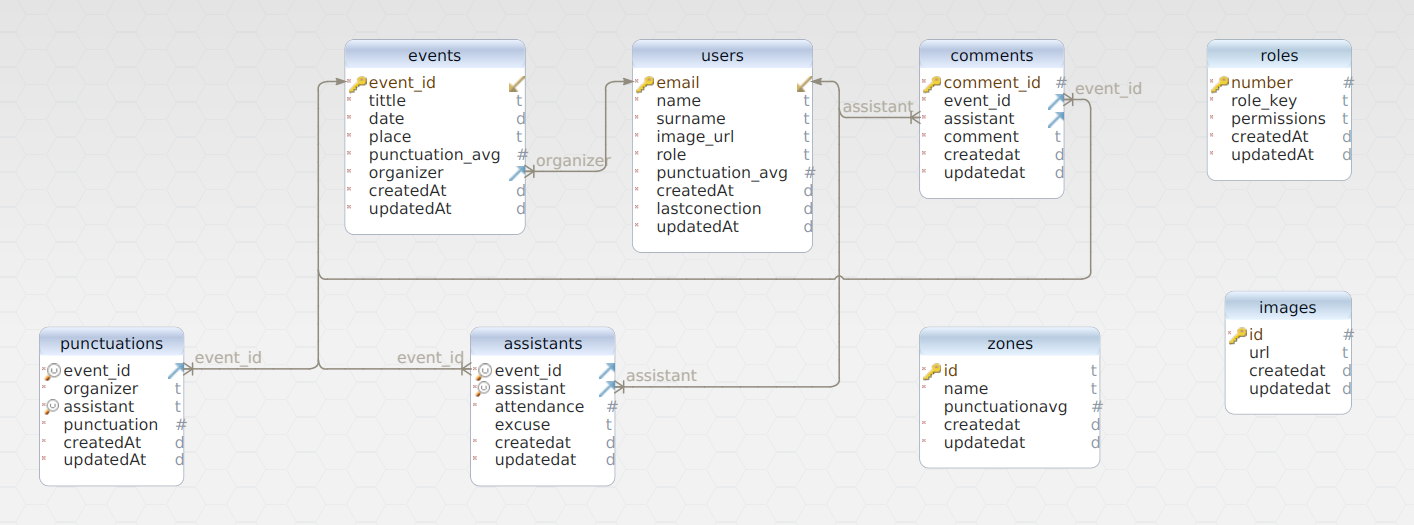 events
event_id
tittle t
date d
place t
punctuation_avg #
organizer
createdAt d
updatedAt d
organizer
users
email
name t
surname t
image_url t
role t
punctuation_avg #
createdAt d
lastconection d
updatedAt d
assistant
comments
comment_id #
event_id
assistant
comment t
createdat d
updatedat d
event_id
roles
number #
role_key t
permissions t
createdAt d
updatedAt d
punctuations
event_id
organizer t
assistant t
punctuation #
createdAt d
updatedAt d
event_id
event_id
assistants
event_id
assistant
attendance #
excuse t
createdat d
updatedat d
assistant
zones
id t
name t
punctuationavg #
createdat d
updatedat d
images
id #
url t
createdat d
updatedat d